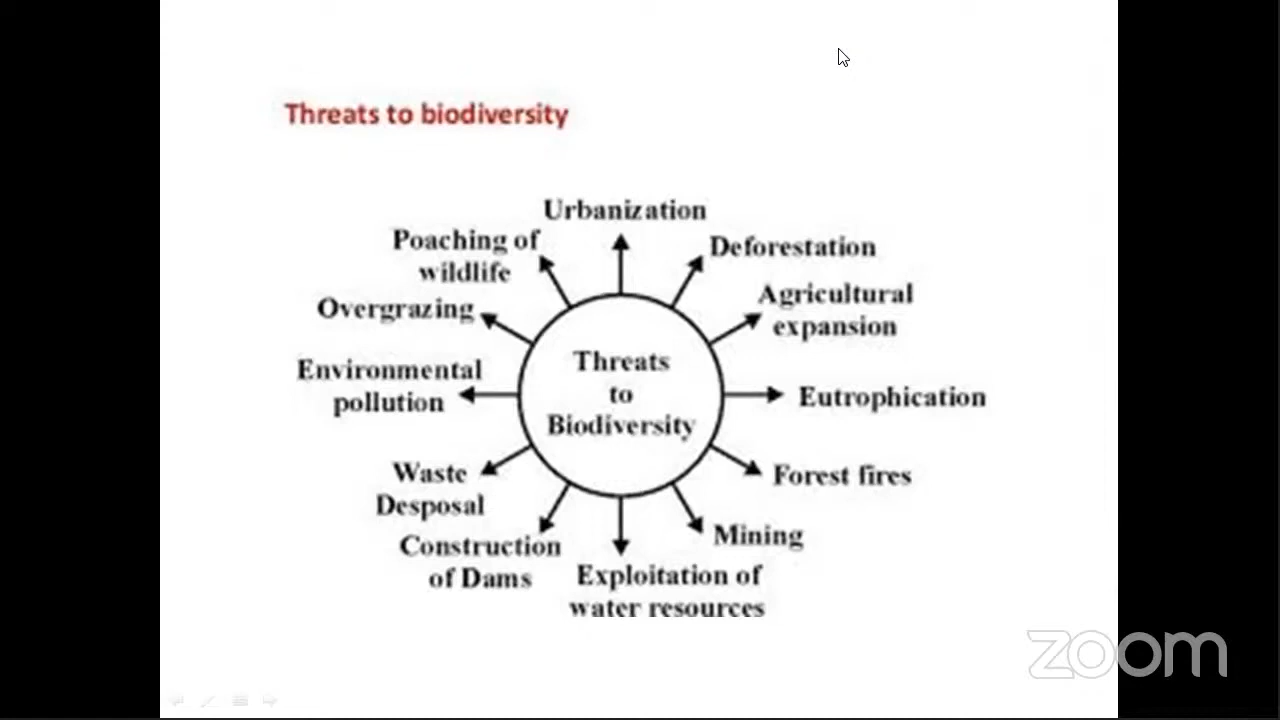 Threats to biodiversity
Urbanization
Poaching of
wildlife
Deforestation
Overgrazing
Agricultural
expansion
Threats
to
Biodiversity
Environmental
pollution
Eutrophication
Waste
Desposal
Forest fires
Construction
of Dams
Mining
Exploitation of
water resources
zoom